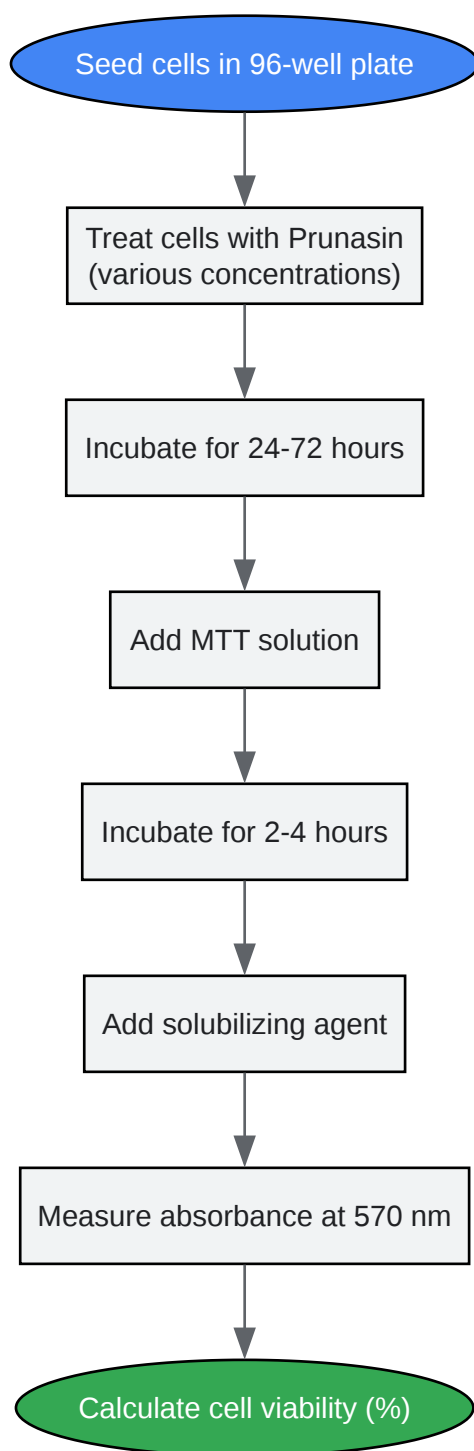 Seed cells in 96-well plate
Treat cells with Prunasin
(various concentrations)
Incubate for 24-72 hours
Add MTT solution
Incubate for 2-4 hours
Add solubilizing agent
Measure absorbance at 570 nm
Calculate cell viability (%)